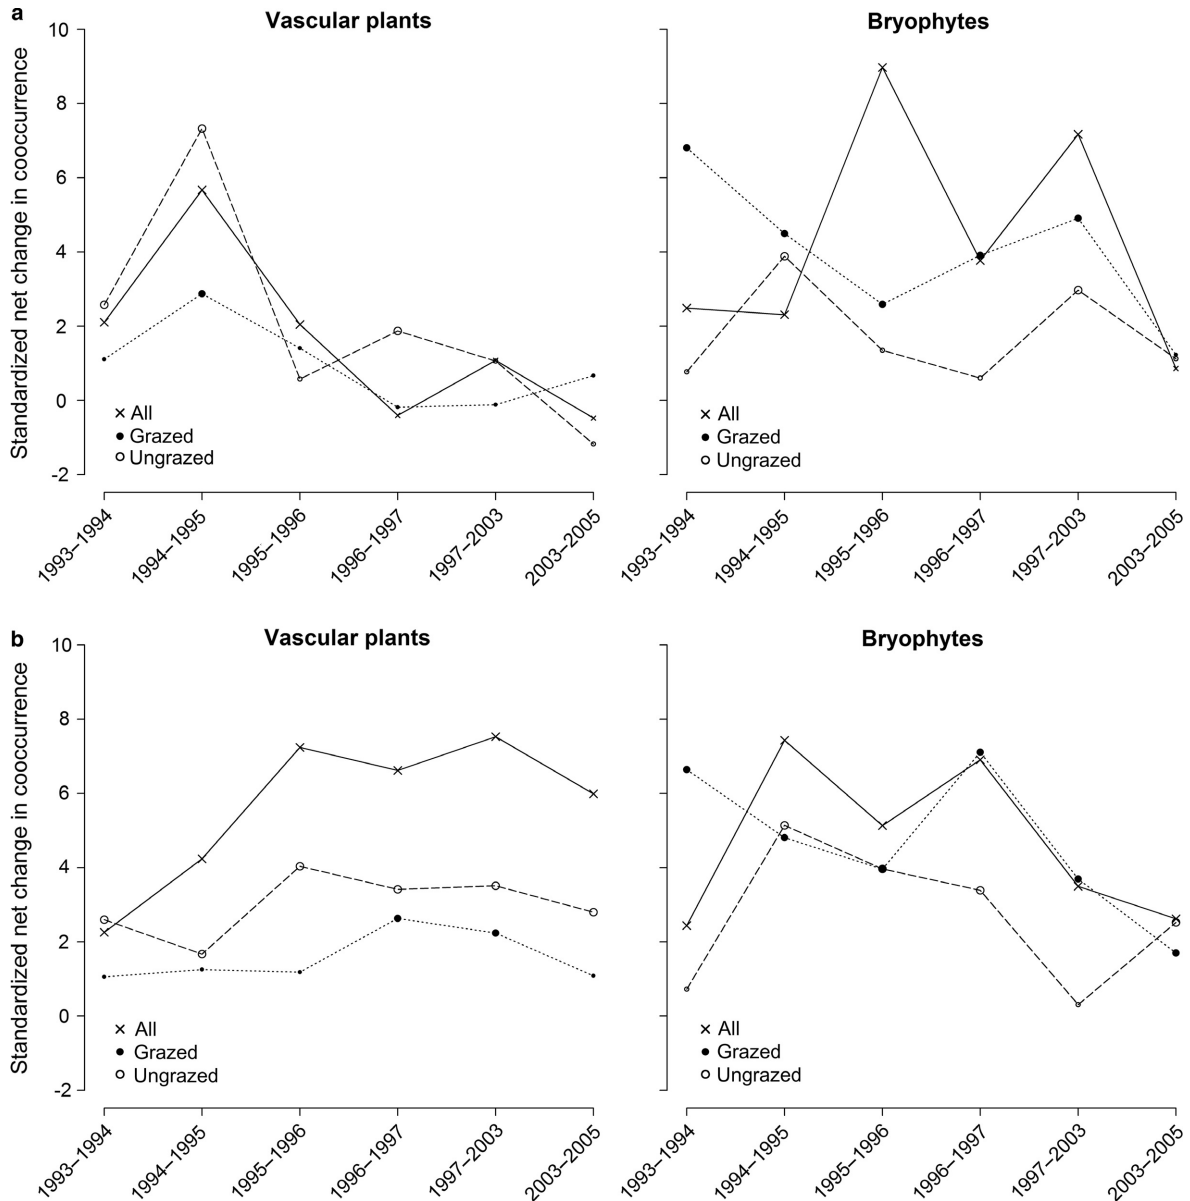 a
Vascular plants
Bryophytes
Standardized net change in cooccurrence
10
8
6
4
2
0
-2
× All
● Grazed
○ Ungrazed
× All
● Grazed
○ Ungrazed
1993–1994
1994–1995
1995–1996
1996–1997
1997–2003
2003–2005
1993–1994
1994–1995
1995–1996
1996–1997
1997–2003
2003–2005
b
Vascular plants
Bryophytes
Standardized net change in cooccurrence
10
8
6
4
2
0
-2
× All
● Grazed
○ Ungrazed
× All
● Grazed
○ Ungrazed
1993–1994
1994–1995
1995–1996
1996–1997
1997–2003
2003–2005
1993–1994
1994–1995
1995–1996
1996–1997
1997–2003
2003–2005